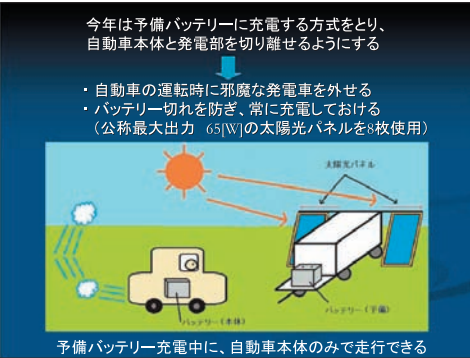 今年は予備バッテリーに充電する方式をとり、
自動車本体と発電部を切り離せるようにする
・自動車の運転時に邪魔な発電車を外せる
・バッテリー切れを防ぎ、常に充電しておける
（公称最大出力　65[W]の太陽光パネルを8枚使用）
太陽光パネル
バッテリー(本体)
バッテリー(予備)
予備バッテリー充電中に、自動車本体のみで走行できる